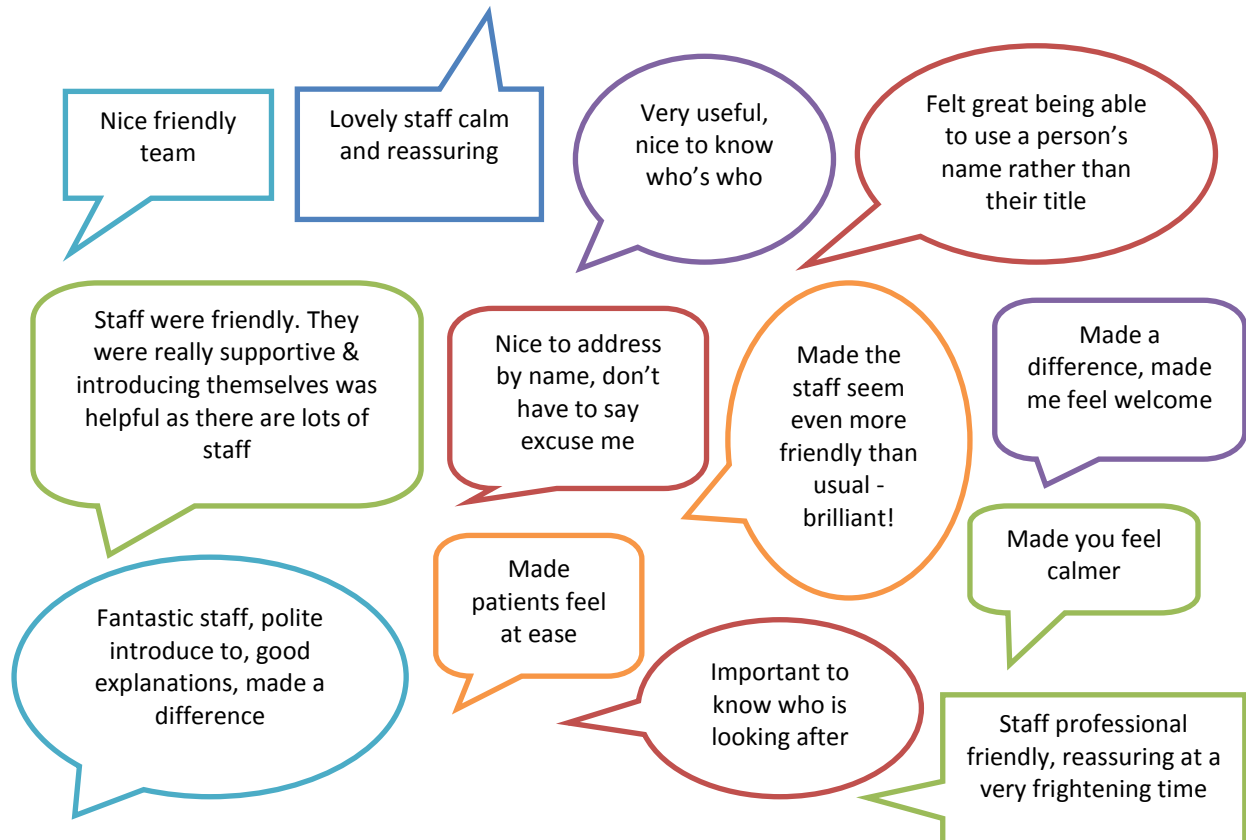 Nice friendly
team
Lovely staff calm
and reassuring
Very useful,
nice to know
who's who
Felt great being able
to use a person's
name rather than
their title
Staff were friendly. They
were really supportive &
introducing themselves was
helpful as there are lots of
staff
Nice to address
by name, don't
have to say
excuse me
Made the
staff seem
even more
friendly than
usual -
brilliant!
Made a
difference, made
me feel welcome
Made you feel
calmer
Fantastic staff, polite
introduce to, good
explanations, made a
difference
Made
patients feel
at ease
Important to
know who is
looking after
Staff professional
friendly, reassuring at a
very frightening time